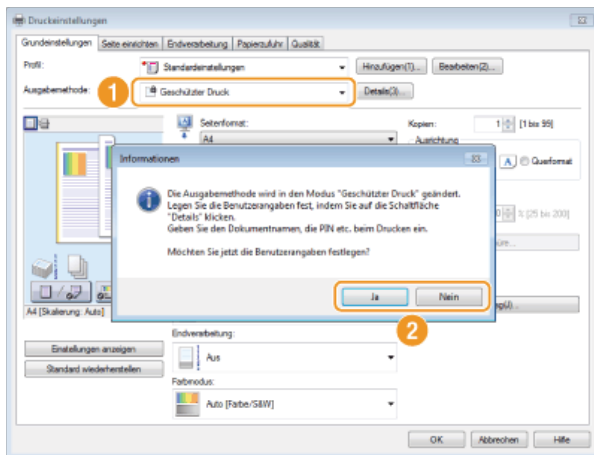 Druckeinstellungen
Grundeinstellungen Seite einrichten Endverarbeitung Papierzufuhr Qualität
Profil: Standardeinstellungen Hinzufügen(1)... Bearbeiten(2)...
Ausgabemethode: 1 Geschützter Druck Details(3)...
Seitenformat: Kopien: 1 [1 bis 99]
A4 Ausrichtung
A Querformat
Informationen
Die Ausgabemethode wird in den Modus "Geschützter Druck" geändert.
Legen Sie die Benutzerangaben fest, indem Sie auf die Schaltfläche
"Details" klicken.
Geben Sie den Dokumentnamen, die PIN etc. beim Drucken ein.
0 % [25 bis 200]
Möchten Sie jetzt die Benutzerangaben festlegen?
Ja Nein
2
A4 [Skalierung: Auto]
Endverarbeitung:
Einstellungen anzeigen Aus
Standard wiederherstellen
Farbmodus:
Auto [Farbe/S&W]
OK Abbrechen Hilfe